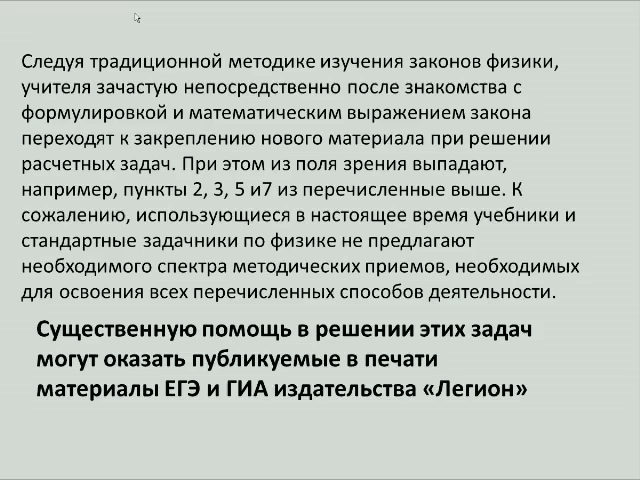 Следуя традиционной методике изучения законов физики,
учителя зачастую непосредственно после знакомства с
формулировкой и математическим выражением закона
переходят к закреплению нового материала при решении
расчетных задач. При этом из поля зрения выпадают,
например, пункты 2, 3, 5 и7 из перечисленные выше. К
сожалению, использующиеся в настоящее время учебники и
стандартные задачники по физике не предлагают
необходимого спектра методических приемов, необходимых
для освоения всех перечисленных способов деятельности.
Существенную помощь в решении этих задач
могут оказать публикуемые в печати
материалы ЕГЭ и ГИА издательства «Легион»